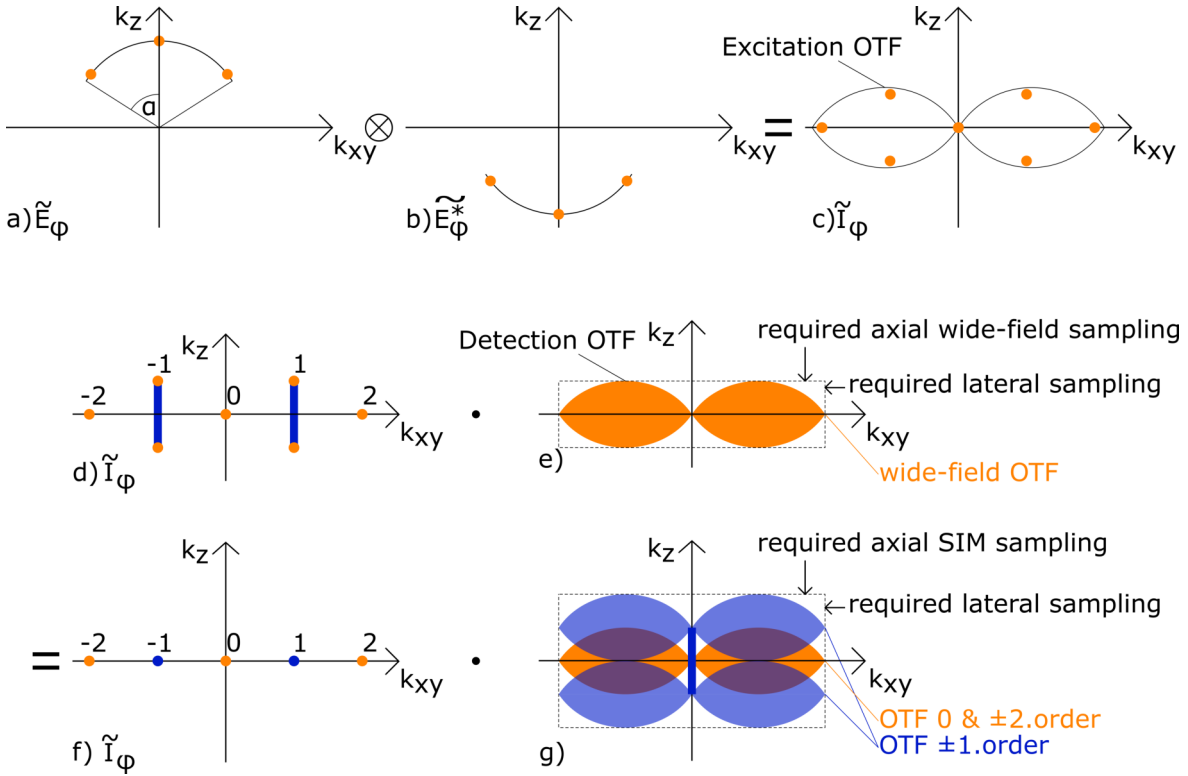 k_z
α
k_xy
a) Ẽ_φ
⊗
k_z
k_xy
b) Ẽ*_φ
=
Excitation OTF
k_z
k_xy
c) Ĩ_φ
k_z
-2 -1 0 1 2
k_xy
d) Ĩ_φ
•
Detection OTF
k_z
required axial wide-field sampling
required lateral sampling
k_xy
e)
wide-field OTF
=
k_z
-2 -1 0 1 2
k_xy
f) Ĩ_φ
•
k_z
required axial SIM sampling
required lateral sampling
k_xy
OTF 0 & ±2.order
g)
OTF ±1.order